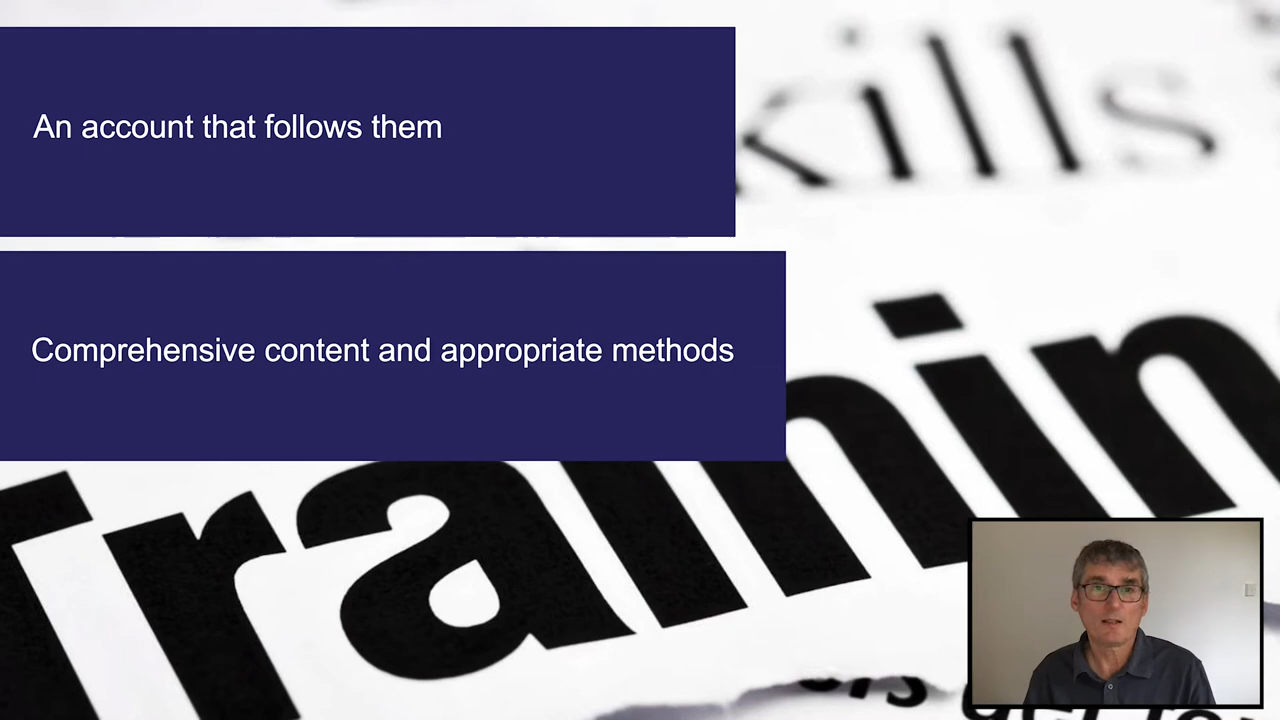 kills
An account that follows them
Comprehensive content and appropriate methods
Trainin